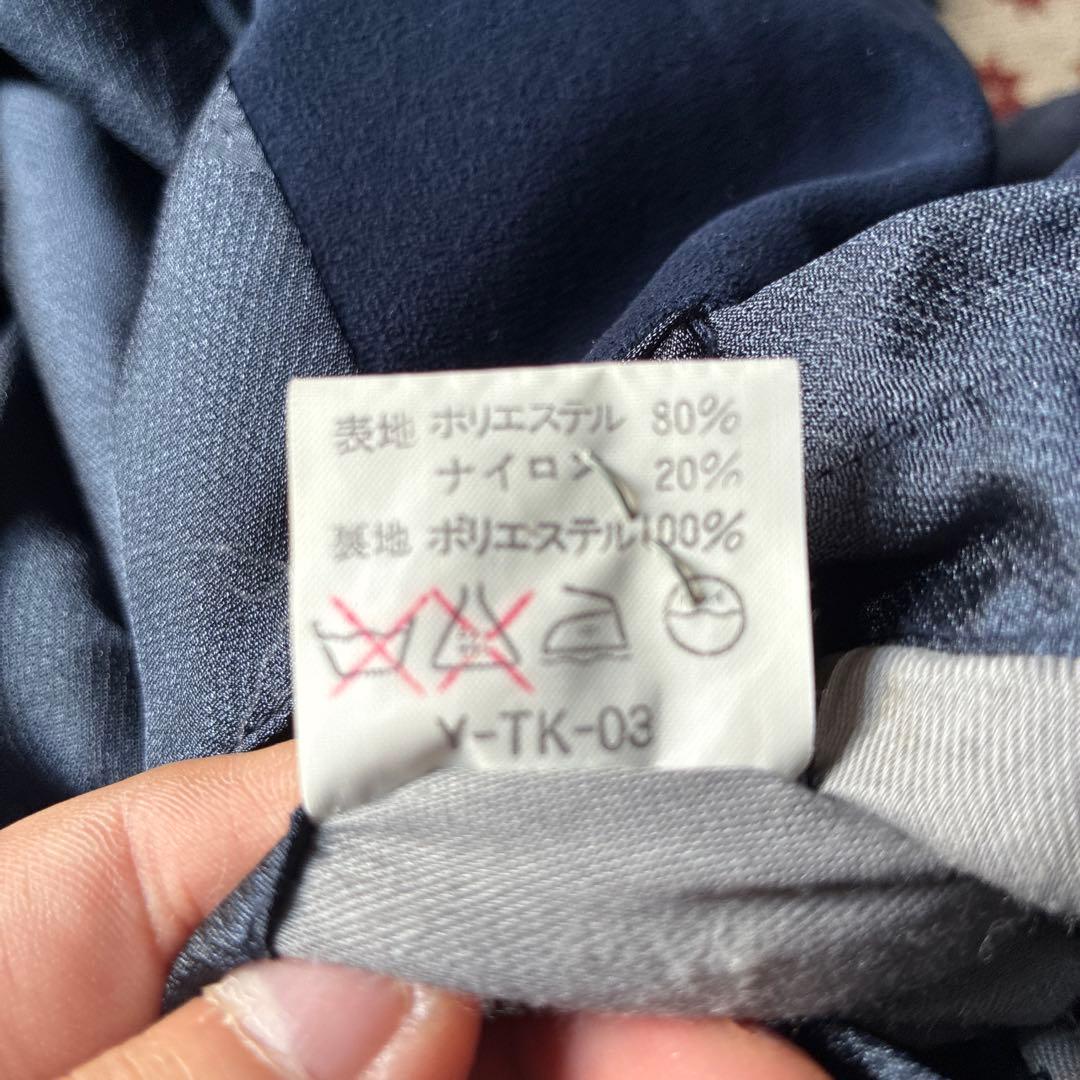 表地 ポリエステル 80%
ナイロン 20%
裏地 ポリエステル 100%
Y-TK-03